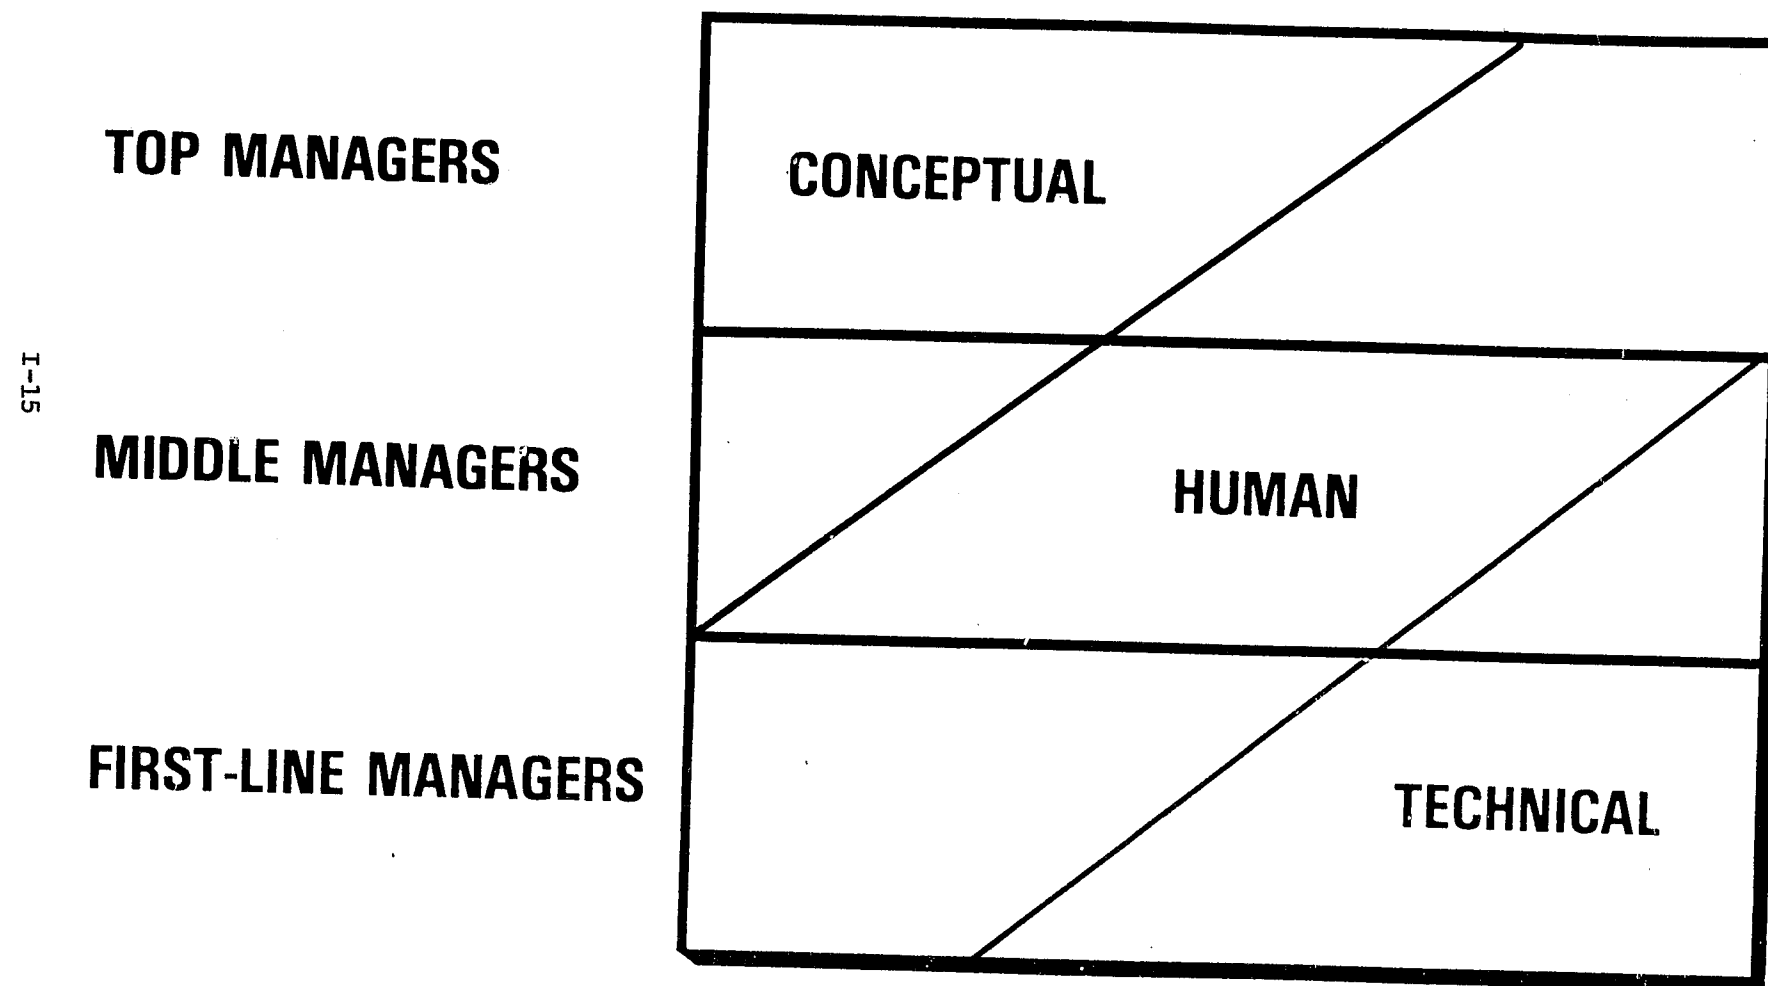 TOP MANAGERS
CONCEPTUAL
I-15
MIDDLE MANAGERS
HUMAN
FIRST-LINE MANAGERS
TECHNICAL